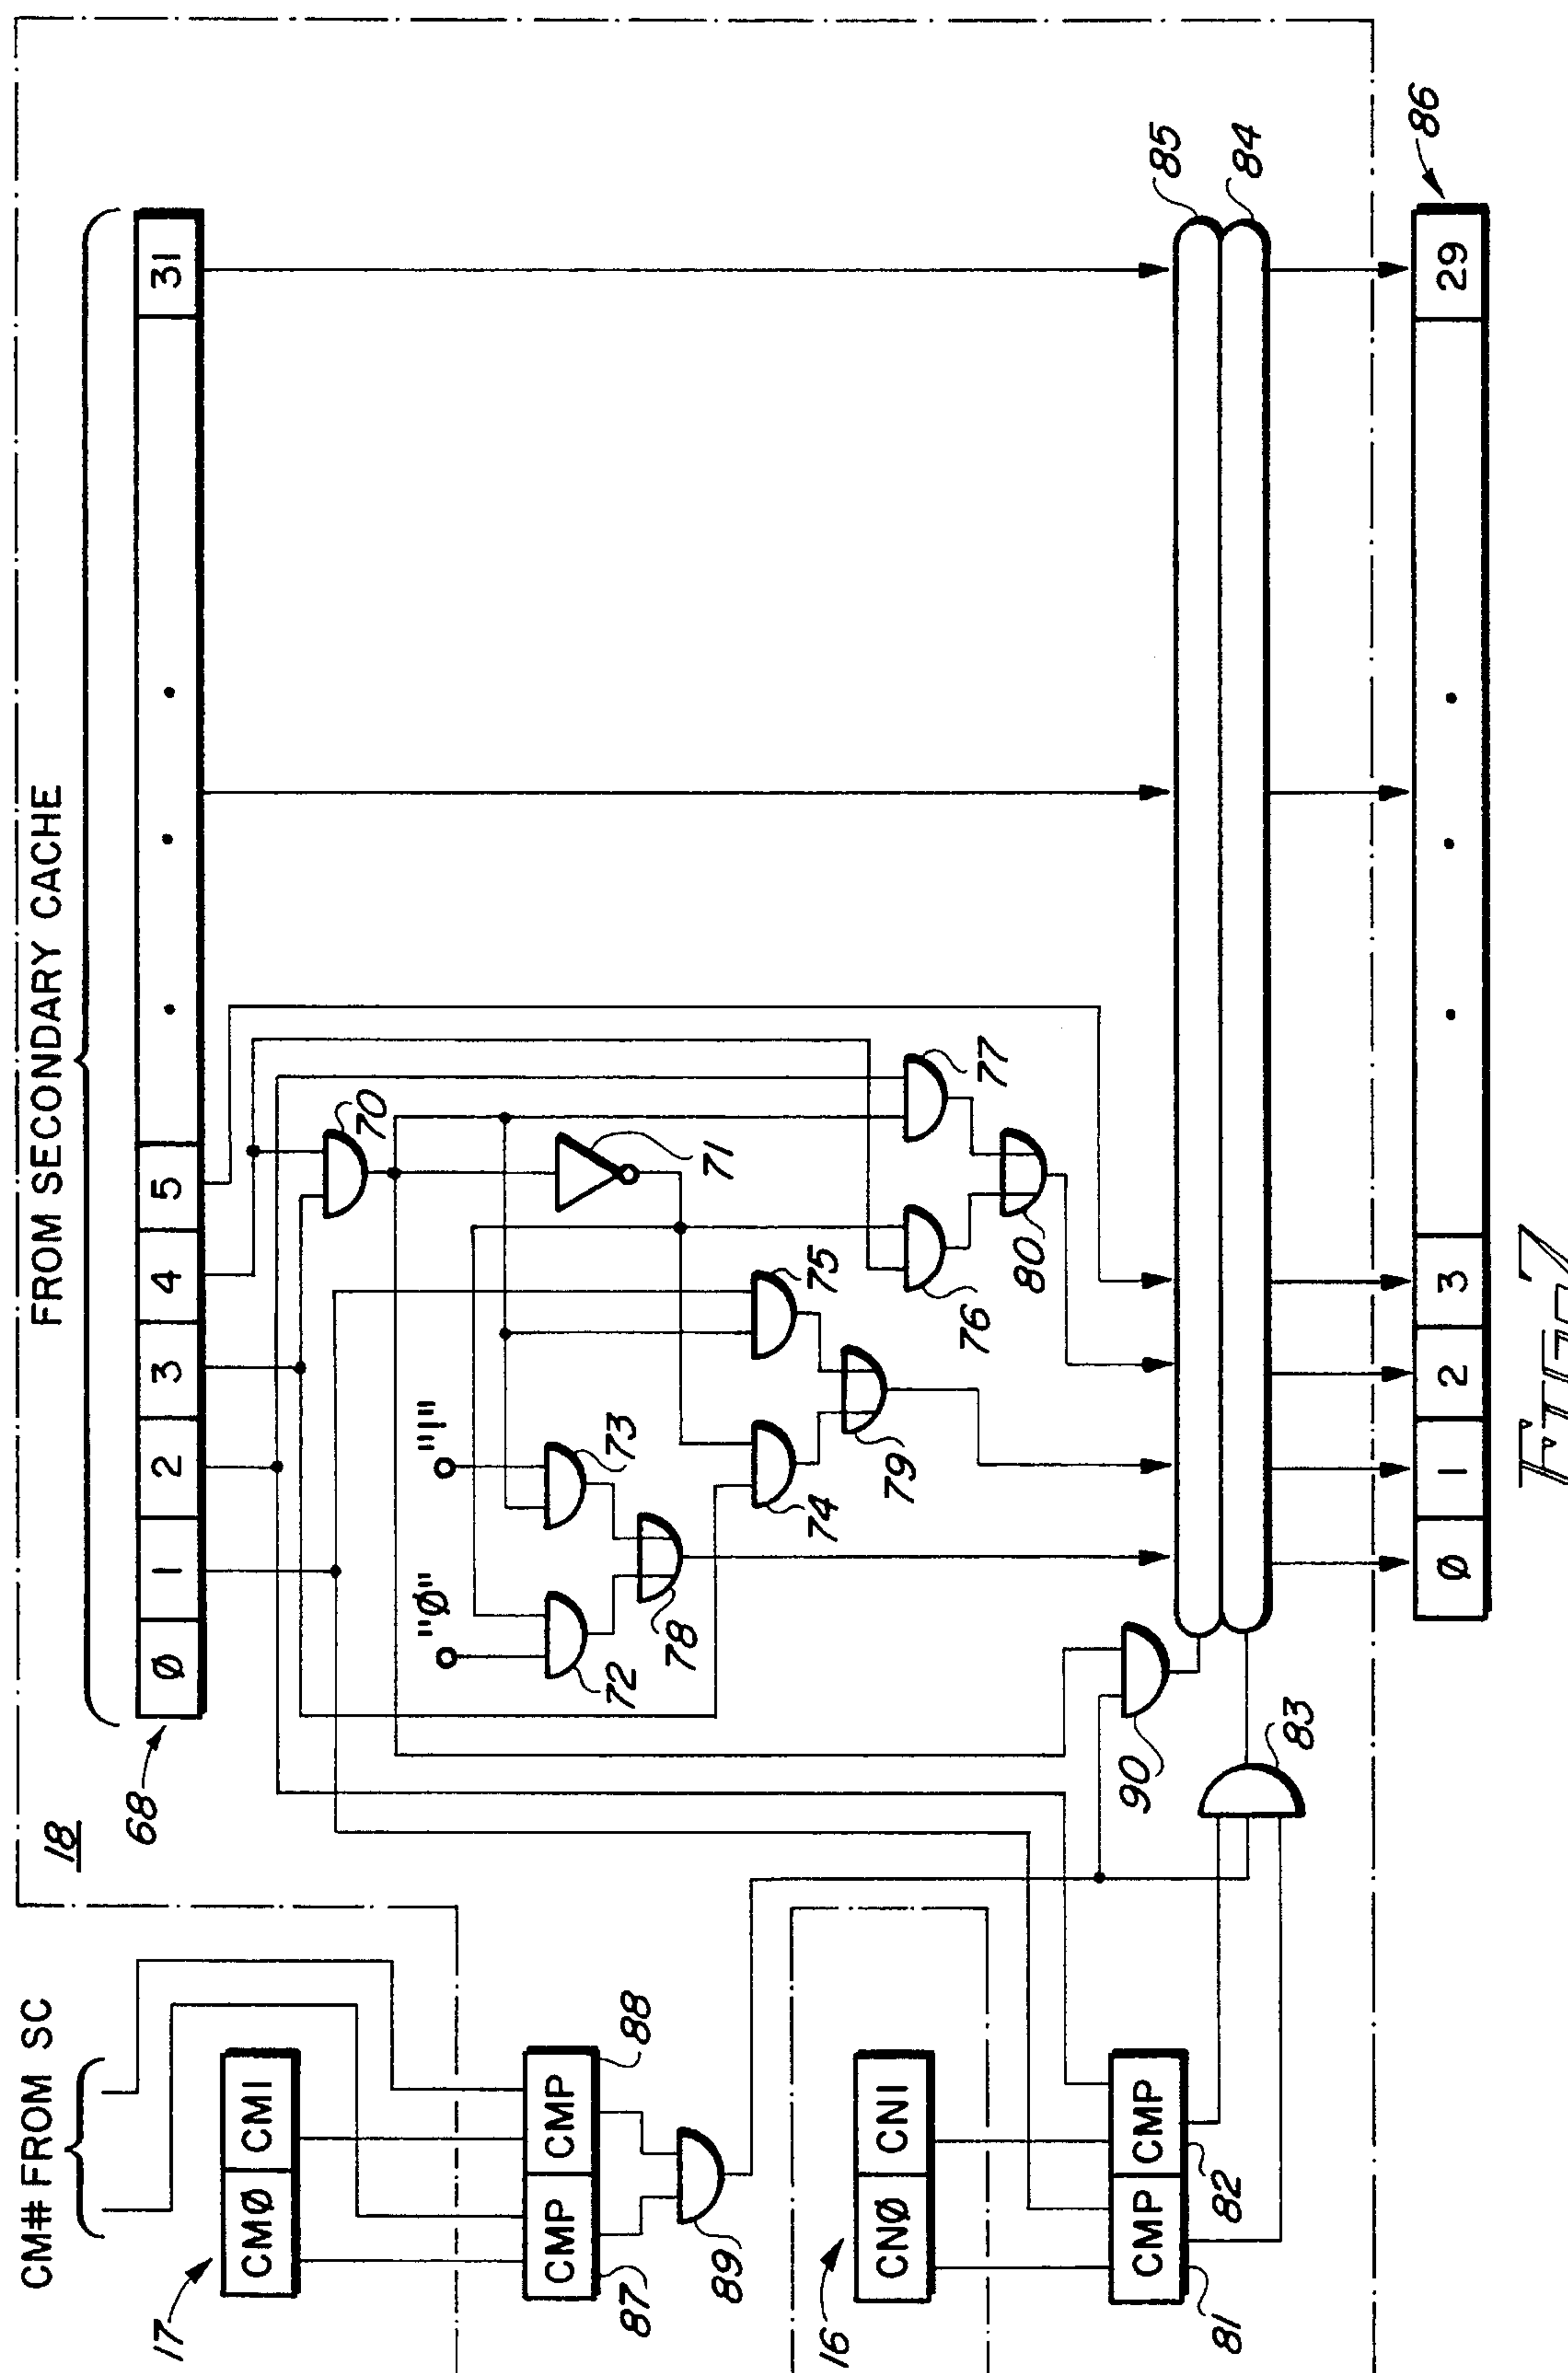 FROM SECONDARY CACHE
18
68
Ø 1 2 3 4 5 . . . 31
CM# FROM SC
17
CMØ CM1
70
71
"Ø"
"1"
72
73
74
75
76
77
78
79
80
87
CMP CMP
88
89
16
CNØ CN1
81
CMP CMP
82
83
90
85
84
86
Ø 1 2 3 . . . 29
FIG-7